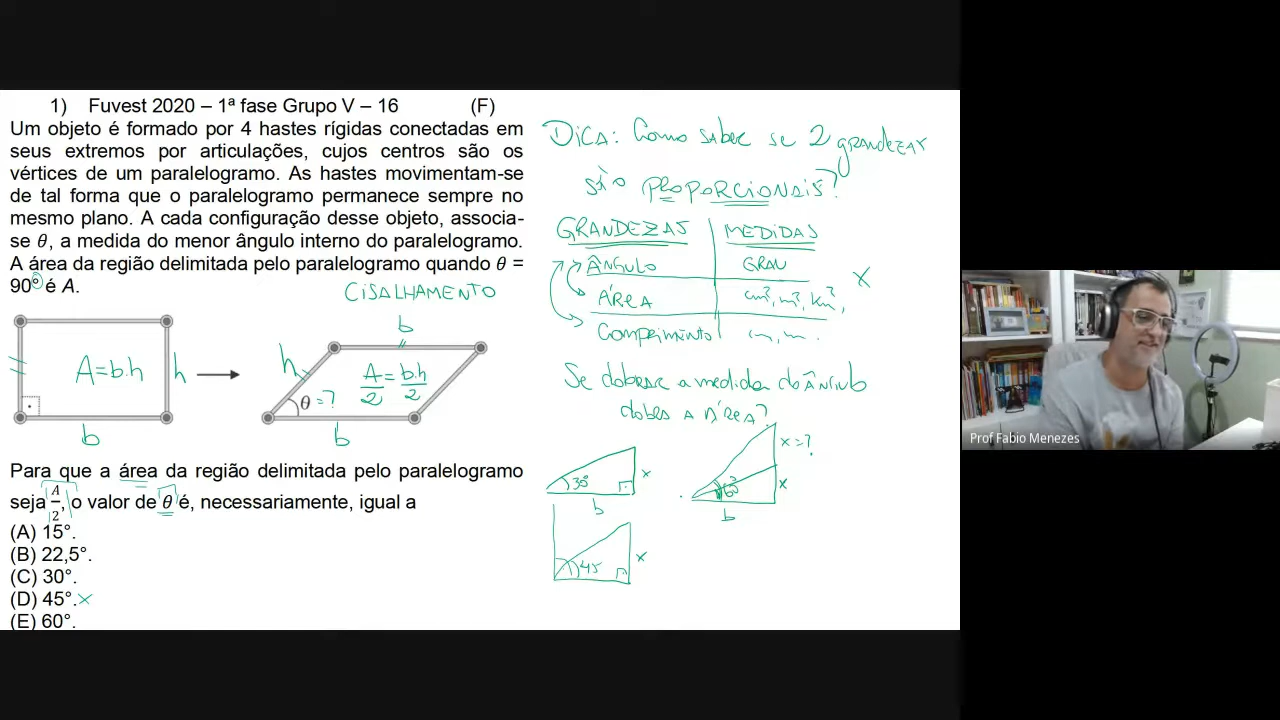 1) Fuvest 2020 – 1ª fase Grupo V – 16 (F)
Um objeto é formado por 4 hastes rígidas conectadas em
seus extremos por articulações, cujos centros são os
vértices de um paralelogramo. As hastes movimentam-se
de tal forma que o paralelogramo permanece sempre no
mesmo plano. A cada configuração desse objeto, associa-
se θ, a medida do menor ângulo interno do paralelogramo.
A área da região delimitada pelo paralelogramo quando θ =
90° é A.
CISALHAMENTO
b
A=b.h
h
b
h
A/2 = b.h/2
θ =?
b
Para que a área da região delimitada pelo paralelogramo
seja A/2, o valor de θ é, necessariamente, igual a
(A) 15°.
(B) 22,5°.
(C) 30°.
(D) 45°. x
(E) 60°.
DICA: Como saber se 2 grandezas
são PROPORCIONAIS?
GRANDEZAS MEDIDAS
ÂNGULO GRAU
ÁREA cm², m², km², X
Comprimento m, m.
Se dobrar a medida do ângulo
dobra a área?
30° x
b
x=?
60°
x
b
45 x
Prof Fabio Menezes